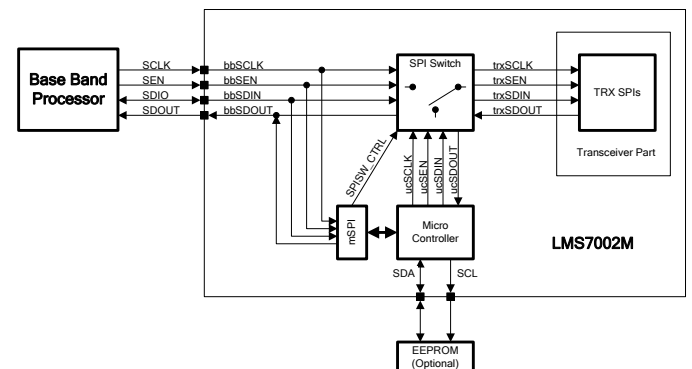 Base Band
Processor
SCLK
SEN
SDIO
SDOUT
bbSCLK
bbSEN
bbSDIN
bbSDOUT
SPI Switch
trxSCLK
trxSEN
trxSDIN
trxSDOUT
TRX SPIs
Transceiver Part
SPISW_CTRL
ucSCLK
ucSEN
ucSDIN
ucSDOUT
mSPI
Micro
Controller
LMS7002M
SDA
SCL
EEPROM
(Optional)